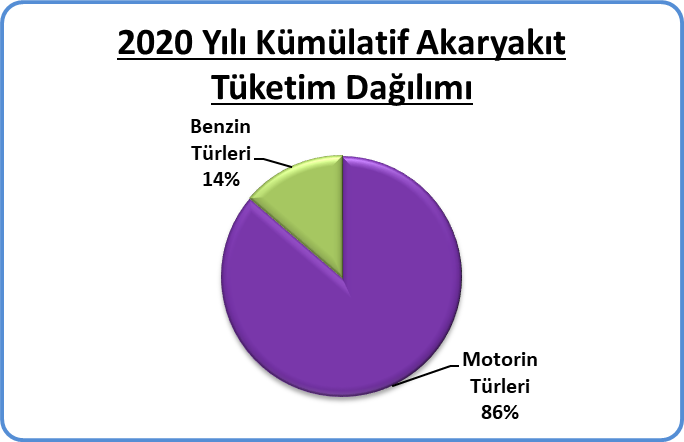 2020 Yılı Kümülatif Akaryakıt
Tüketim Dağılımı
Benzin
Türleri
14%
Motorin
Türleri
86%